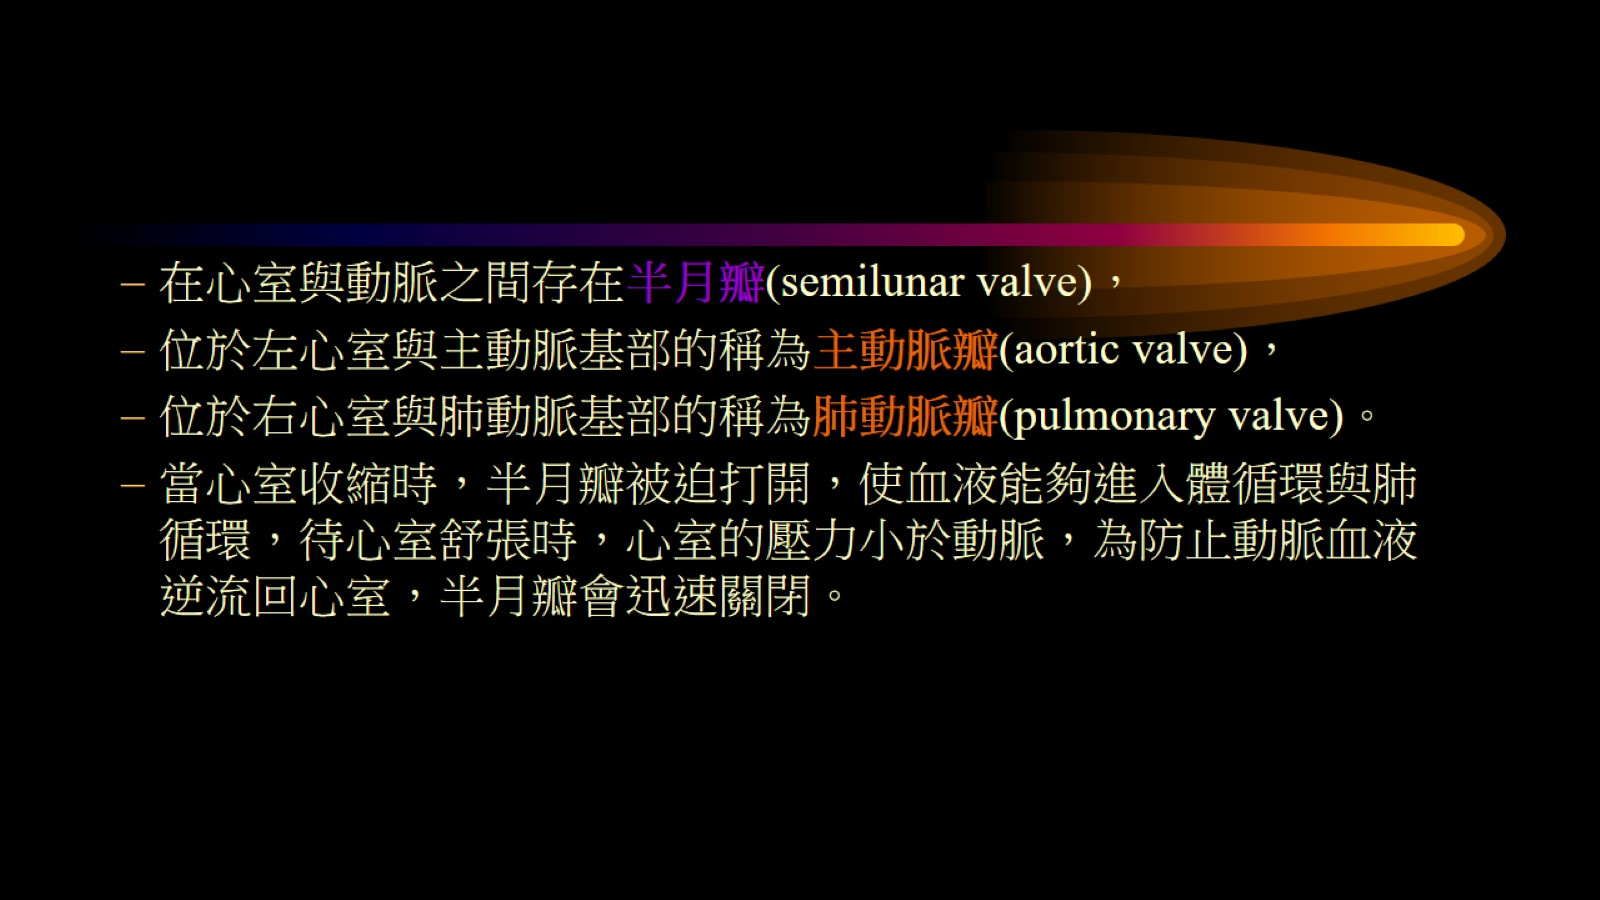 – 在心室與動脈之間存在半月瓣(semilunar valve)，
– 位於左心室與主動脈基部的稱為主動脈瓣(aortic valve)，
– 位於右心室與肺動脈基部的稱為肺動脈瓣(pulmonary valve)。
– 當心室收縮時，半月瓣被迫打開，使血液能夠進入體循環與肺
循環，待心室舒張時，心室的壓力小於動脈，為防止動脈血液
逆流回心室，半月瓣會迅速關閉。